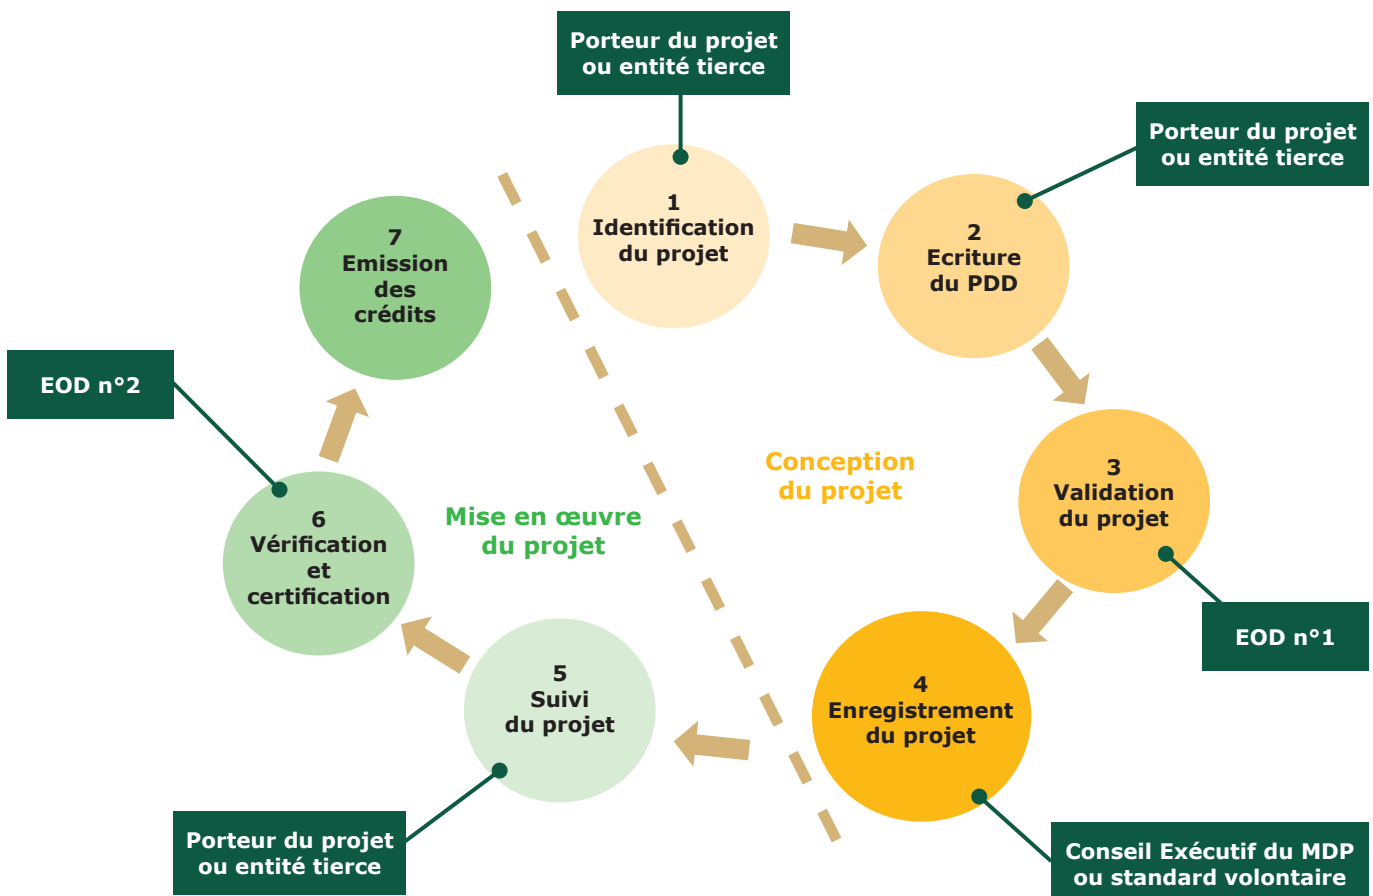 Porteur du projet
ou entité tierce
1
Identification
du projet
Porteur du projet
ou entité tierce
2
Ecriture
du PDD
3
Validation
du projet
EOD n°1
4
Enregistrement
du projet
Conseil Exécutif du MDP
ou standard volontaire
5
Suivi
du projet
Porteur du projet
ou entité tierce
6
Vérification
et
certification
EOD n°2
7
Emission
des
crédits
Conception
du projet
Mise en œuvre
du projet